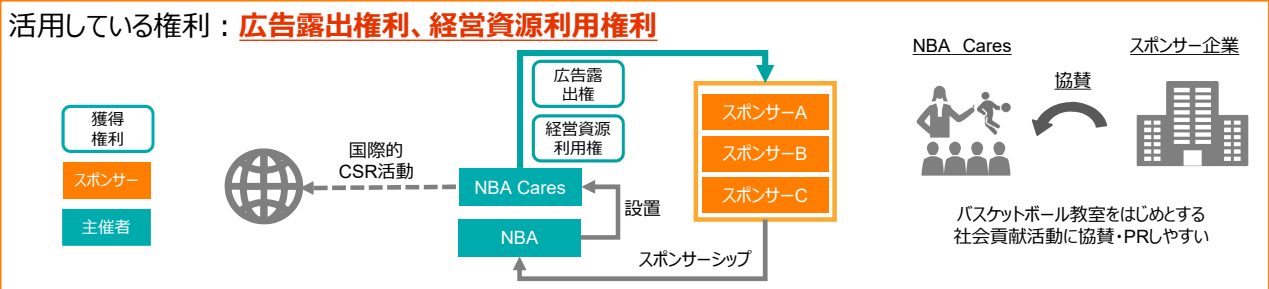 活用している権利：広告露出権利、経営資源利用権利
獲得
権利
スポンサー
主催者
国際的
CSR活動
広告露
出権
経営資源
利用権
NBA Cares
NBA
設置
スポンサーシップ
スポンサーA
スポンサーB
スポンサーC
NBA Cares
スポンサー企業
協賛
バスケットボール教室をはじめとする
社会貢献活動に協賛・PRしやすい